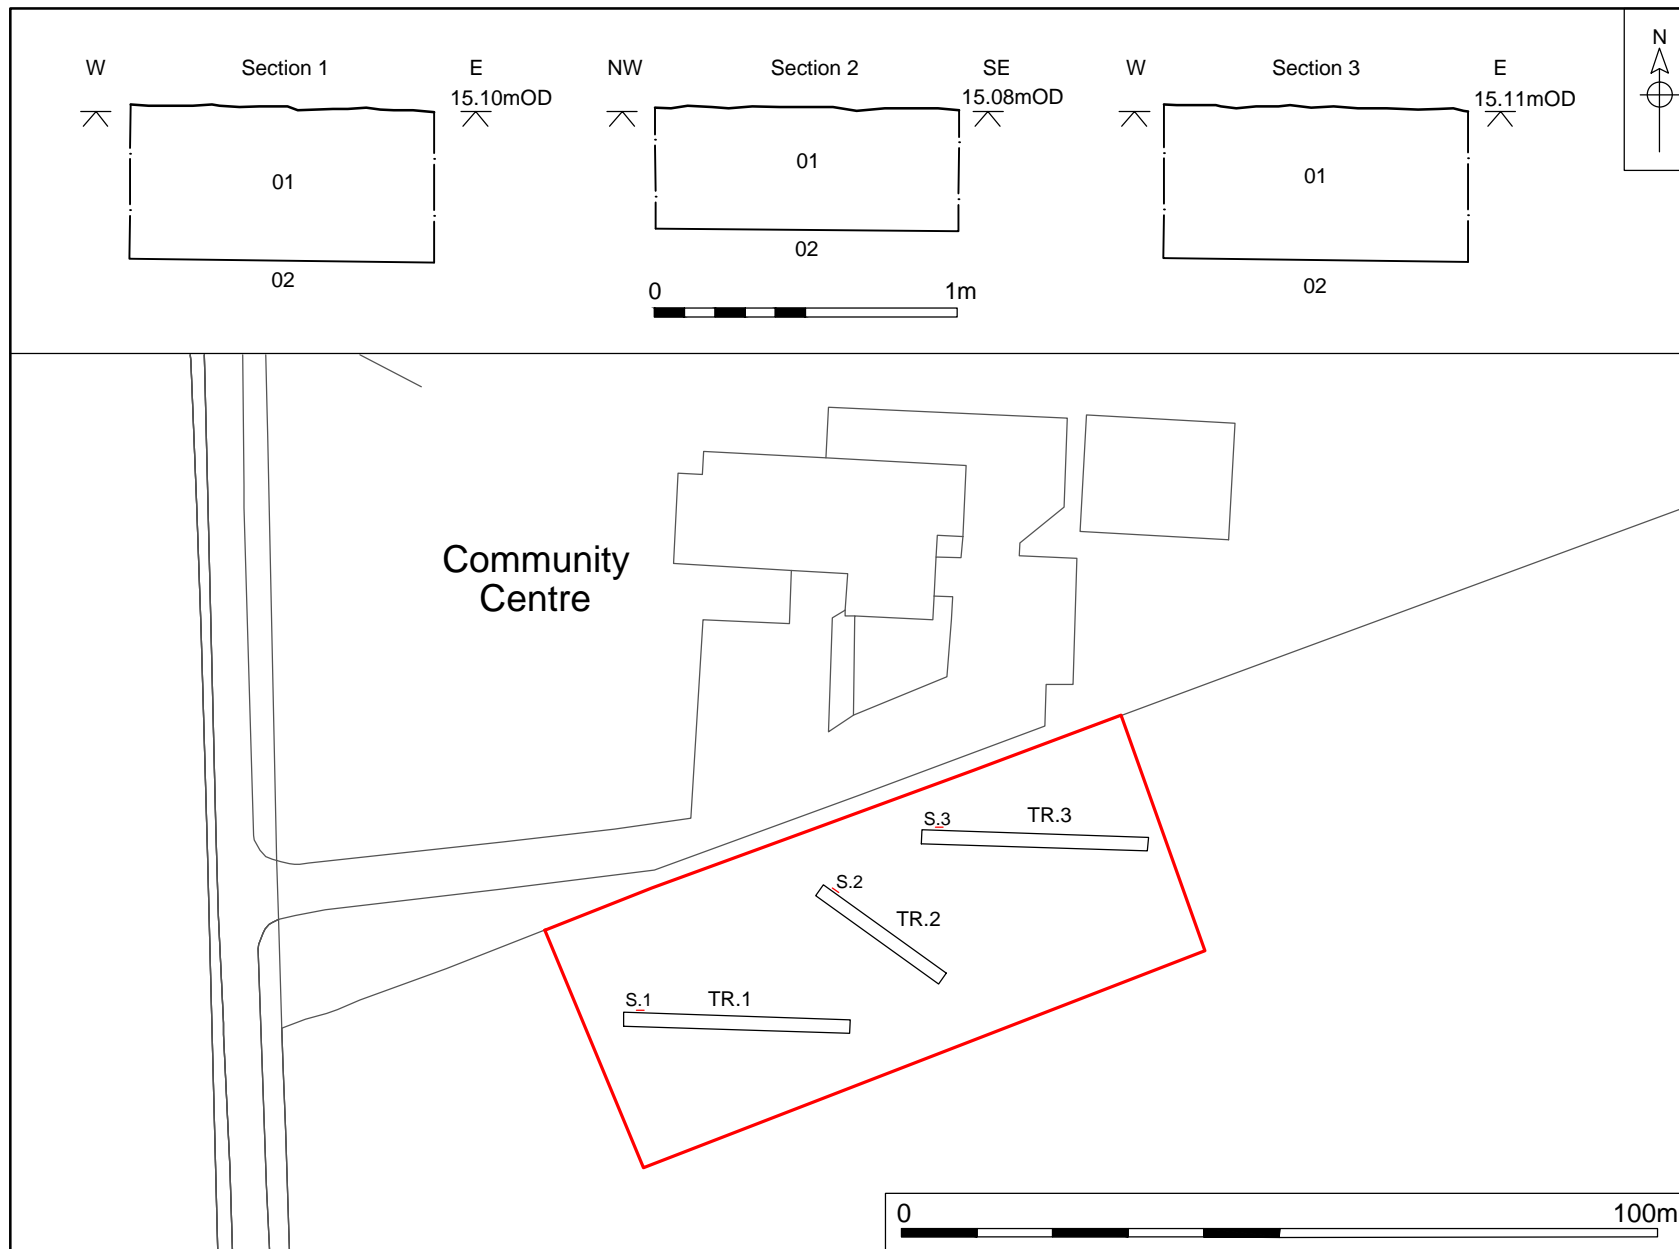 W Section 1 E
15.10mOD
NW Section 2 SE
15.08mOD
W Section 3 E
15.11mOD
N
01
02
01
02
01
02
0 1m
Community
Centre
S.3 TR.3
S.2
TR.2
S.1 TR.1
0 100m